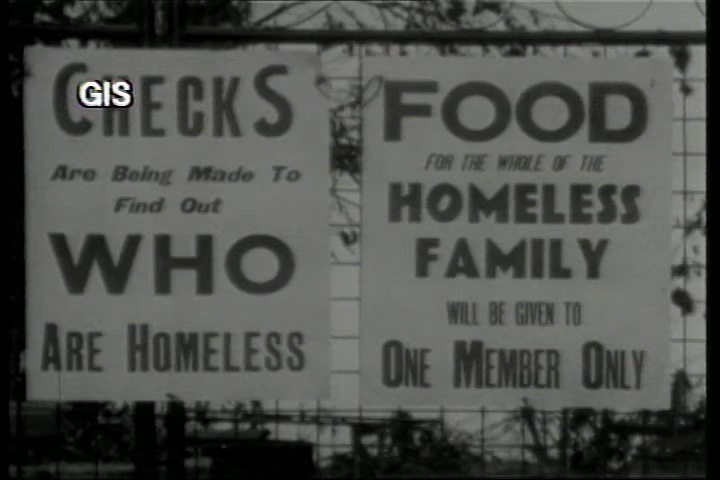 GIS
CHECKS
Are Being Made To
Find Out
WHO
ARE HOMELESS
FOOD
FOR THE WHOLE OF THE
HOMELESS
FAMILY
WILL BE GIVEN TO
ONE MEMBER ONLY